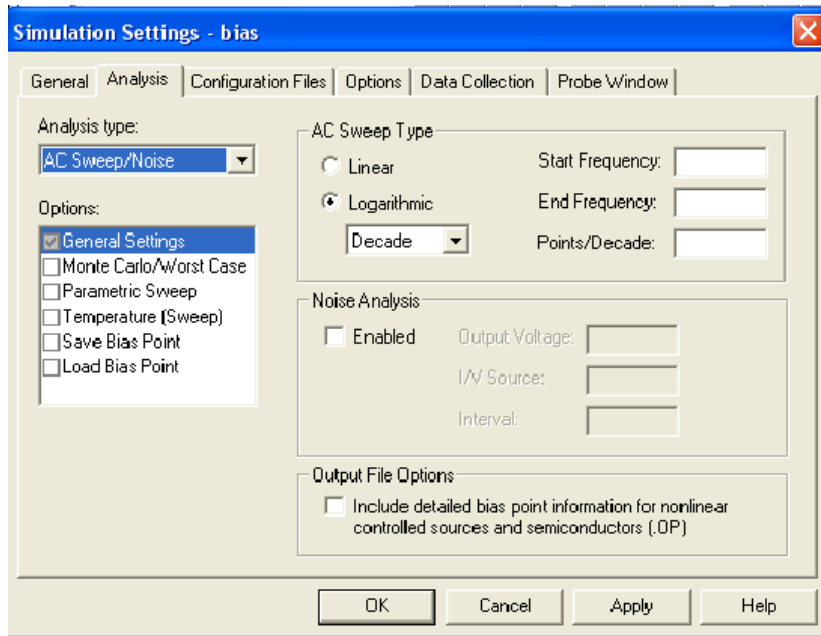 Simulation Settings - bias
General Analysis Configuration Files Options Data Collection Probe Window
Analysis type:
AC Sweep/Noise
Options:
General Settings
Monte Carlo/Worst Case
Parametric Sweep
Temperature (Sweep)
Save Bias Point
Load Bias Point
AC Sweep Type
Linear
Logarithmic
Decade
Start Frequency:
End Frequency:
Points/Decade:
Noise Analysis
Enabled
Output Voltage:
I/V Source:
Interval:
Output File Options
Include detailed bias point information for nonlinear
controlled sources and semiconductors (.OP)
OK Cancel Apply Help